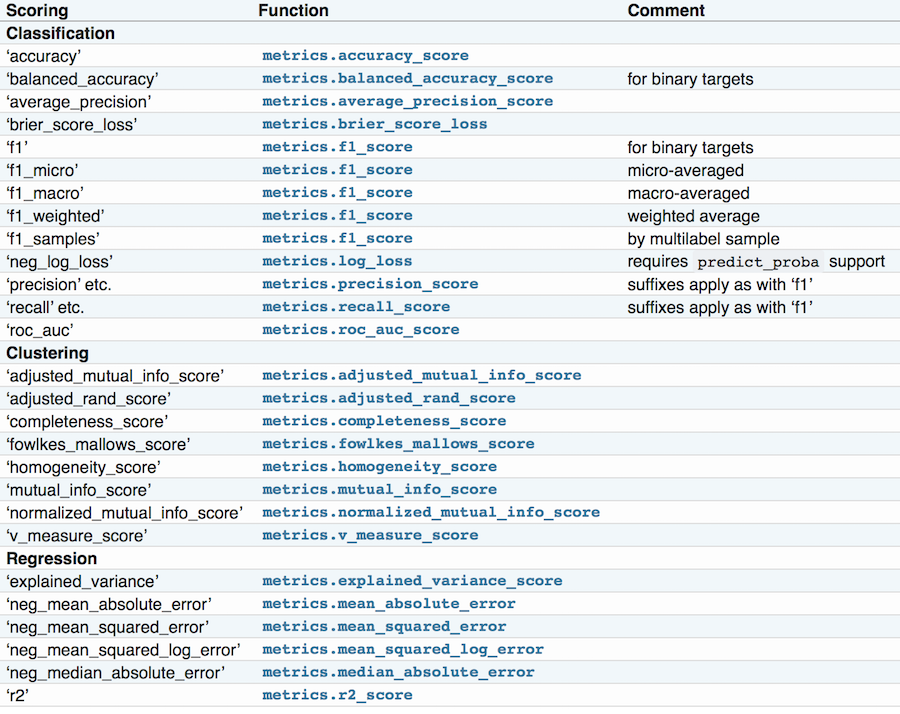 Scoring Function Comment
Classification
‘accuracy’ metrics.accuracy_score
‘balanced_accuracy’ metrics.balanced_accuracy_score for binary targets
‘average_precision’ metrics.average_precision_score
‘brier_score_loss’ metrics.brier_score_loss
‘f1’ metrics.f1_score for binary targets
‘f1_micro’ metrics.f1_score micro-averaged
‘f1_macro’ metrics.f1_score macro-averaged
‘f1_weighted’ metrics.f1_score weighted average
‘f1_samples’ metrics.f1_score by multilabel sample
‘neg_log_loss’ metrics.log_loss requires predict_proba support
‘precision’ etc. metrics.precision_score suffixes apply as with ‘f1’
‘recall’ etc. metrics.recall_score suffixes apply as with ‘f1’
‘roc_auc’ metrics.roc_auc_score
Clustering
‘adjusted_mutual_info_score’ metrics.adjusted_mutual_info_score
‘adjusted_rand_score’ metrics.adjusted_rand_score
‘completeness_score’ metrics.completeness_score
‘fowlkes_mallows_score’ metrics.fowlkes_mallows_score
‘homogeneity_score’ metrics.homogeneity_score
‘mutual_info_score’ metrics.mutual_info_score
‘normalized_mutual_info_score’ metrics.normalized_mutual_info_score
‘v_measure_score’ metrics.v_measure_score
Regression
‘explained_variance’ metrics.explained_variance_score
‘neg_mean_absolute_error’ metrics.mean_absolute_error
‘neg_mean_squared_error’ metrics.mean_squared_error
‘neg_mean_squared_log_error’ metrics.mean_squared_log_error
‘neg_median_absolute_error’ metrics.median_absolute_error
‘r2’ metrics.r2_score